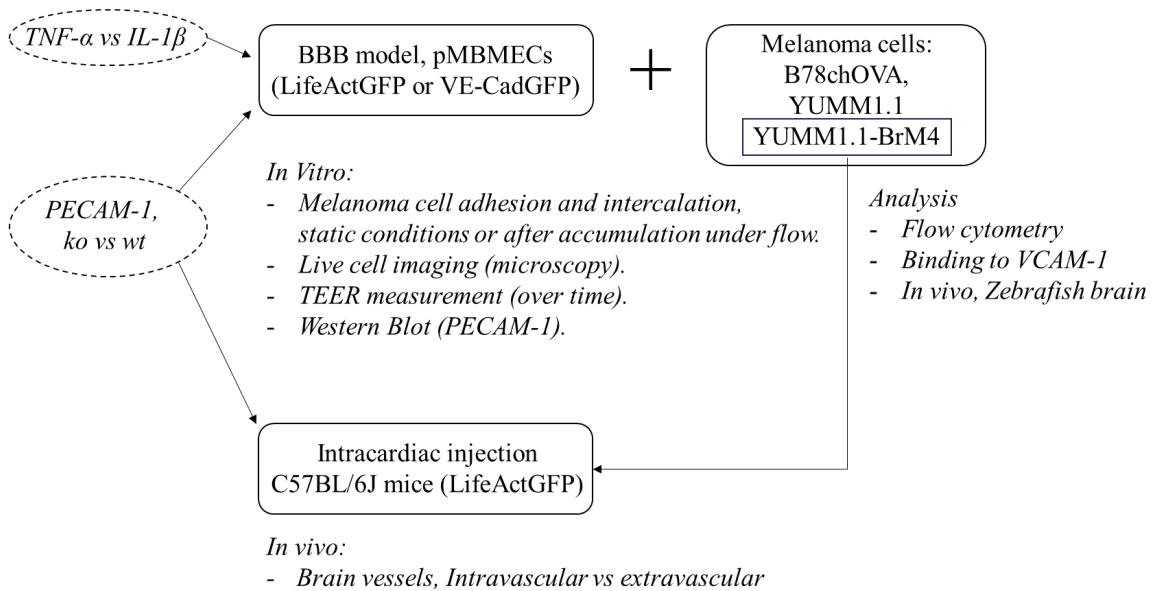 TNF-α vs IL-1β
BBB model, pMBMECs
(LifeActGFP or VE-CadGFP)
+
Melanoma cells:
B78chOVA,
YUMM1.1
YUMM1.1-BrM4
PECAM-1,
ko vs wt
In Vitro:
- Melanoma cell adhesion and intercalation,
static conditions or after accumulation under flow.
- Live cell imaging (microscopy).
- TEER measurement (over time).
- Western Blot (PECAM-1).
Analysis
- Flow cytometry
- Binding to VCAM-1
- In vivo, Zebrafish brain
Intracardiac injection
C57BL/6J mice (LifeActGFP)
In vivo:
- Brain vessels, Intravascular vs extravascular